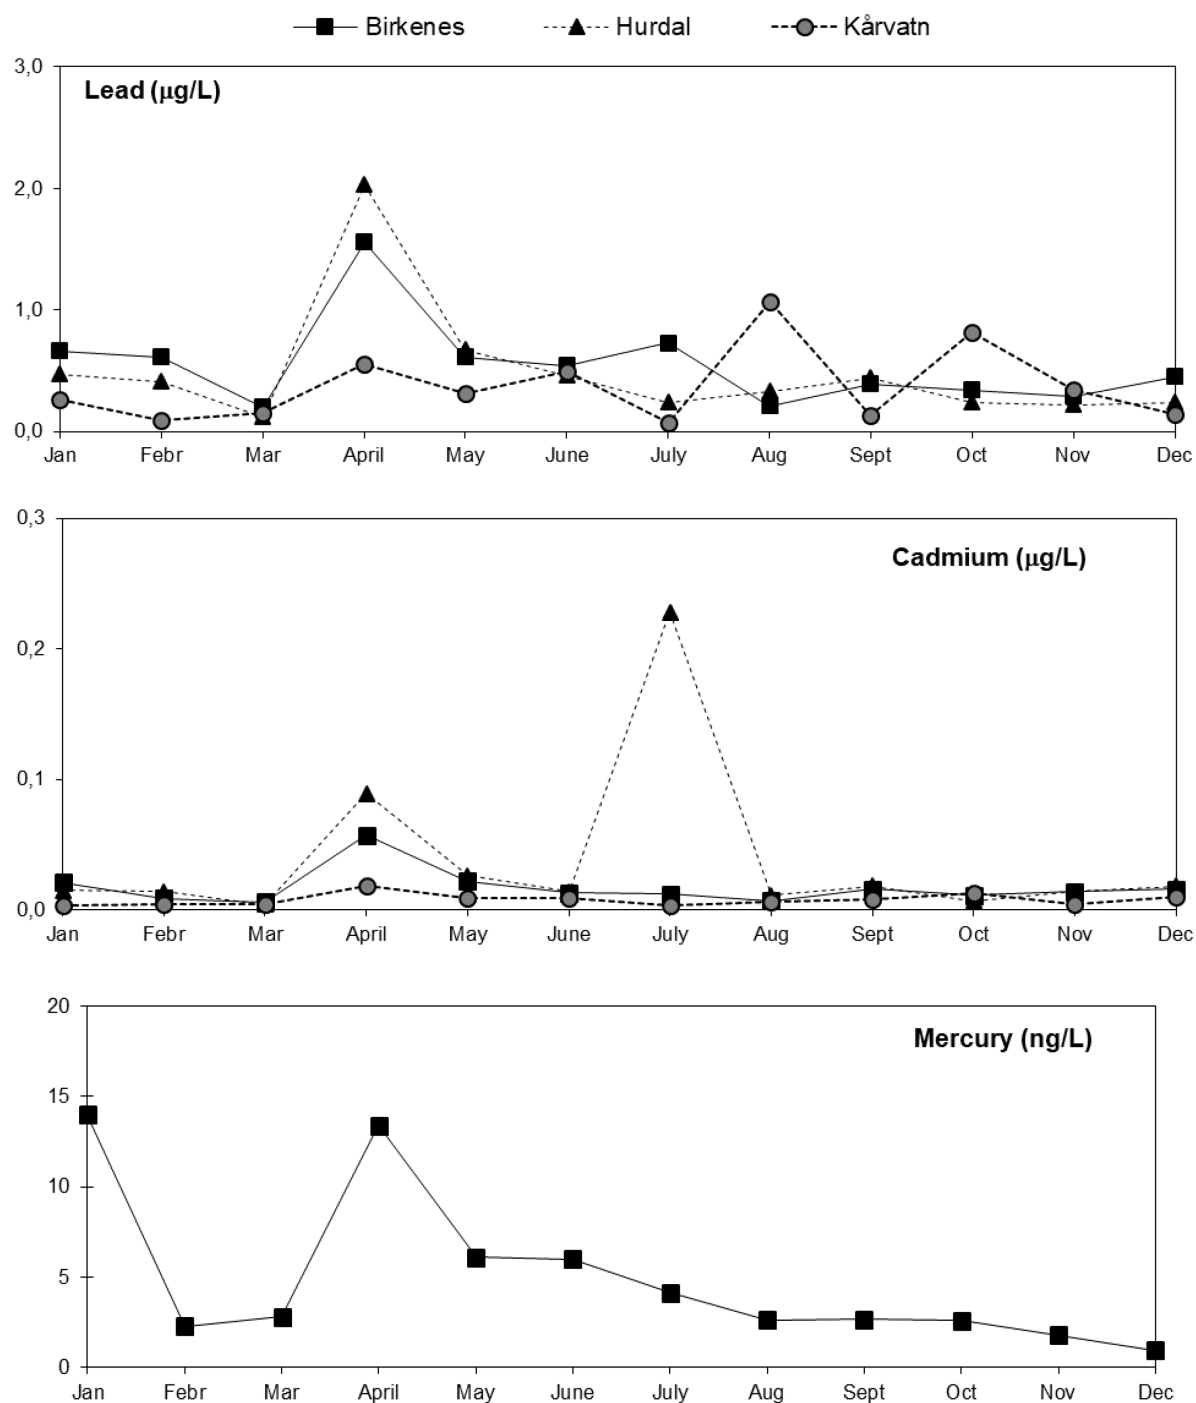 Birkenes Hurdal Kårvatn
3,0
Lead (µg/L)
2,0
1,0
0,0
Jan Febr Mar April May June July Aug Sept Oct Nov Dec
0,3
Cadmium (µg/L)
0,2
0,1
0,0
Jan Febr Mar April May June July Aug Sept Oct Nov Dec
20
Mercury (ng/L)
15
10
5
0
Jan Febr Mar April May June July Aug Sept Oct Nov Dec